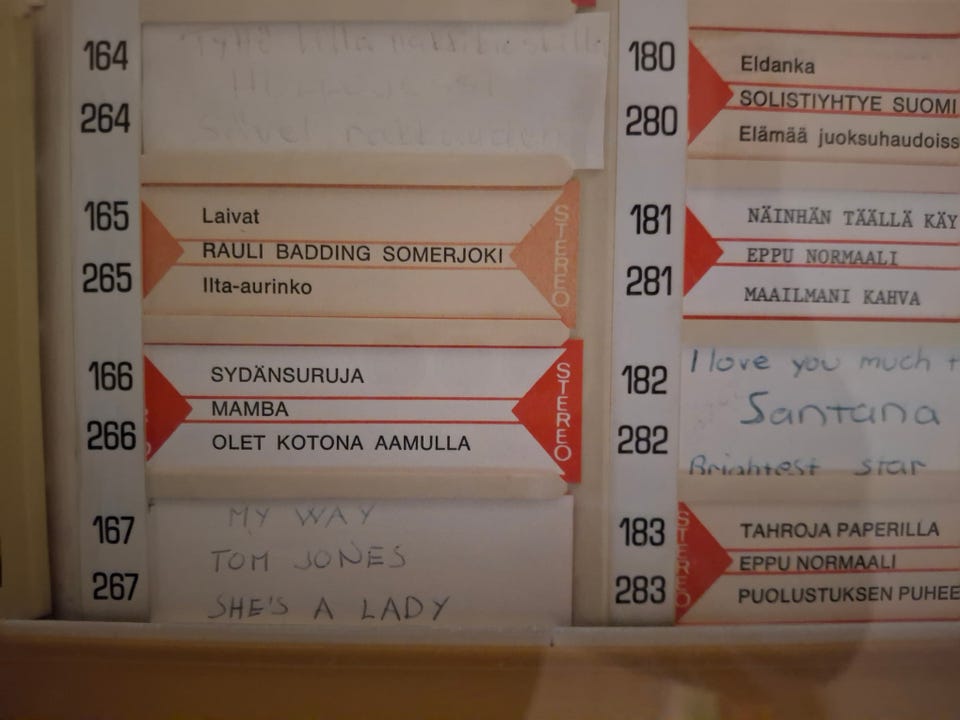 164
264
165
Laivat
RAULI BADDING SOMERJOKI
265
Ilta-aurinko
STEREO
166
SYDÄNSURUJA
MAMBA
266
OLET KOTONA AAMULLA
STEREO
167
MY WAY
TOM JONES
267
SHE'S A LADY
180
Eldanka
SOLISTIYHTYE SUOMI
280
Elämää juoksuhaudoiss
181
NÄINHÄN TÄÄLLÄ KÄY
EPPU NORMAALI
281
MAAILMANI KAHVA
182
I love you much t
Santana
282
Brightest star
183
TAHROJA PAPERILLA
EPPU NORMAALI
283
PUOLUSTUKSEN PUHEE
STEREO